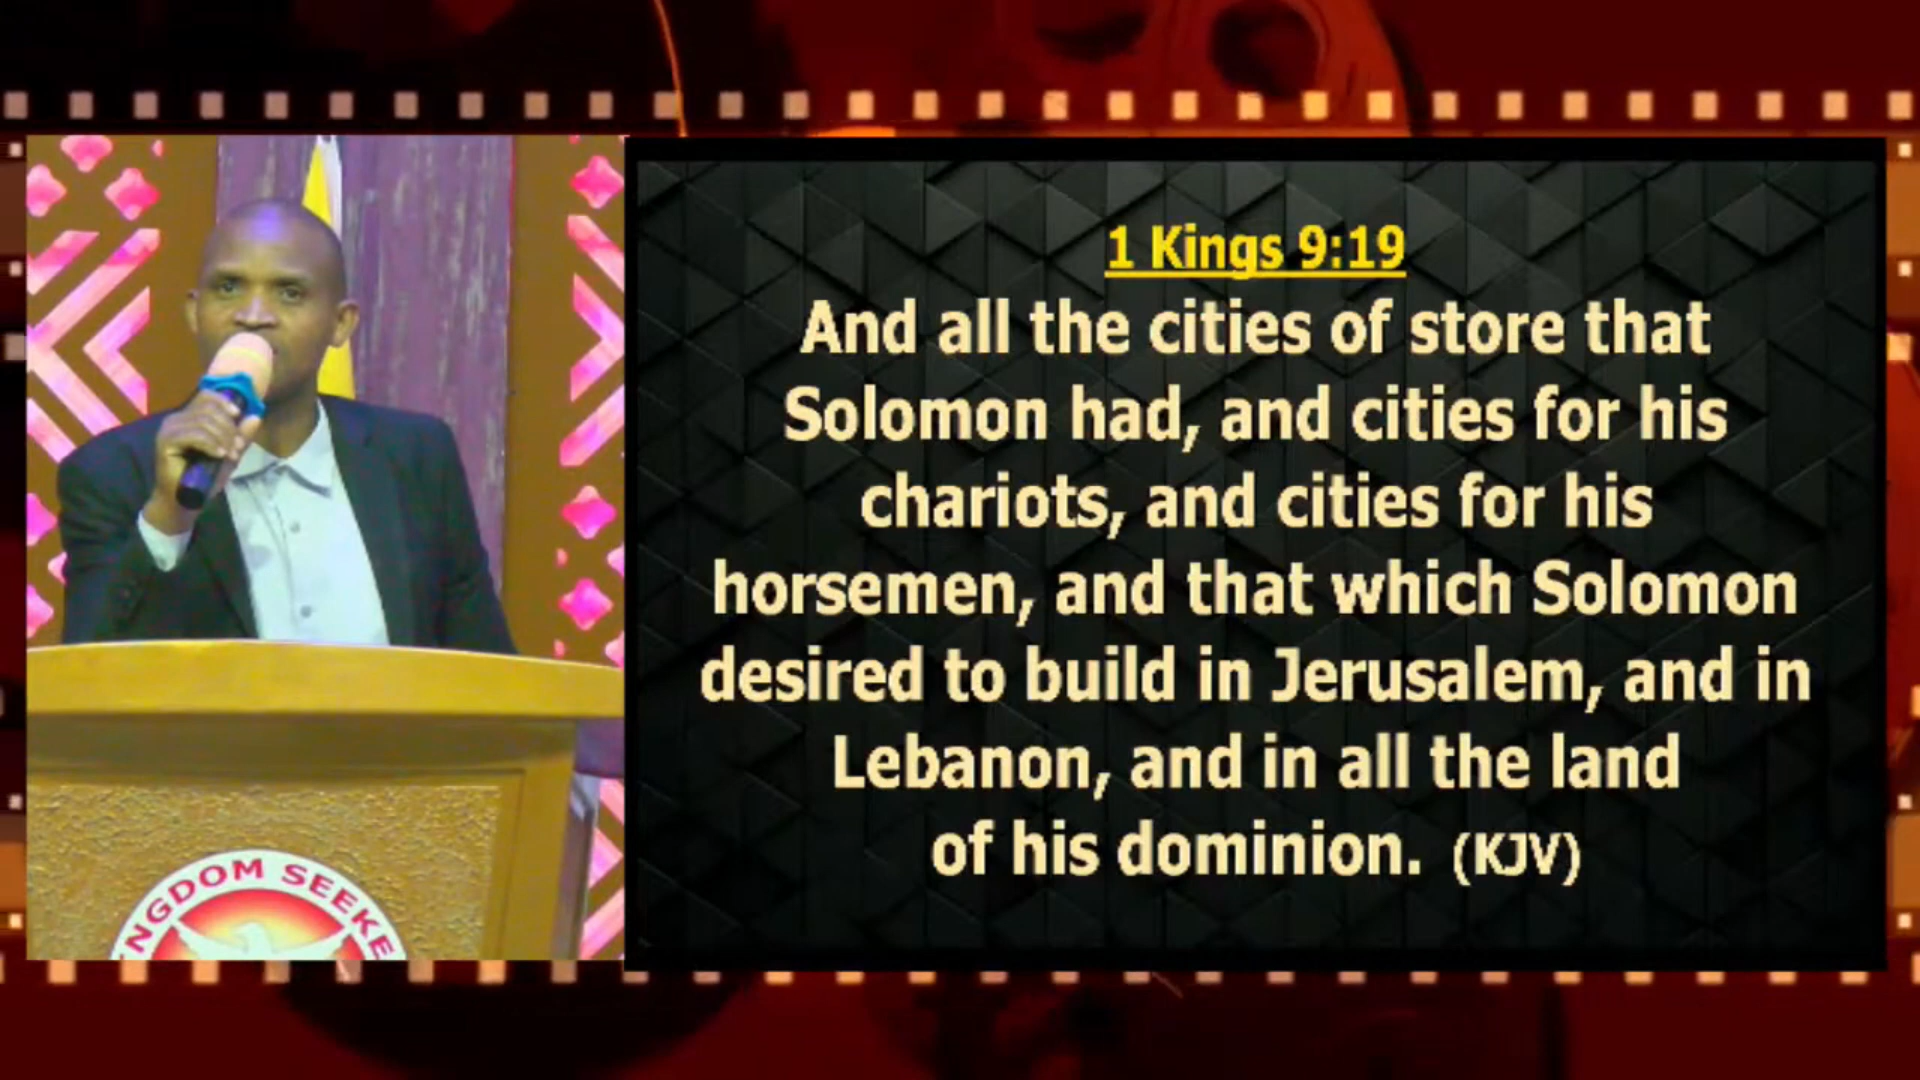 1 Kings 9:19
And all the cities of store that
Solomon had, and cities for his
chariots, and cities for his
horsemen, and that which Solomon
desired to build in Jerusalem, and in
Lebanon, and in all the land
of his dominion. (KJV)
NGDOM SEEKE